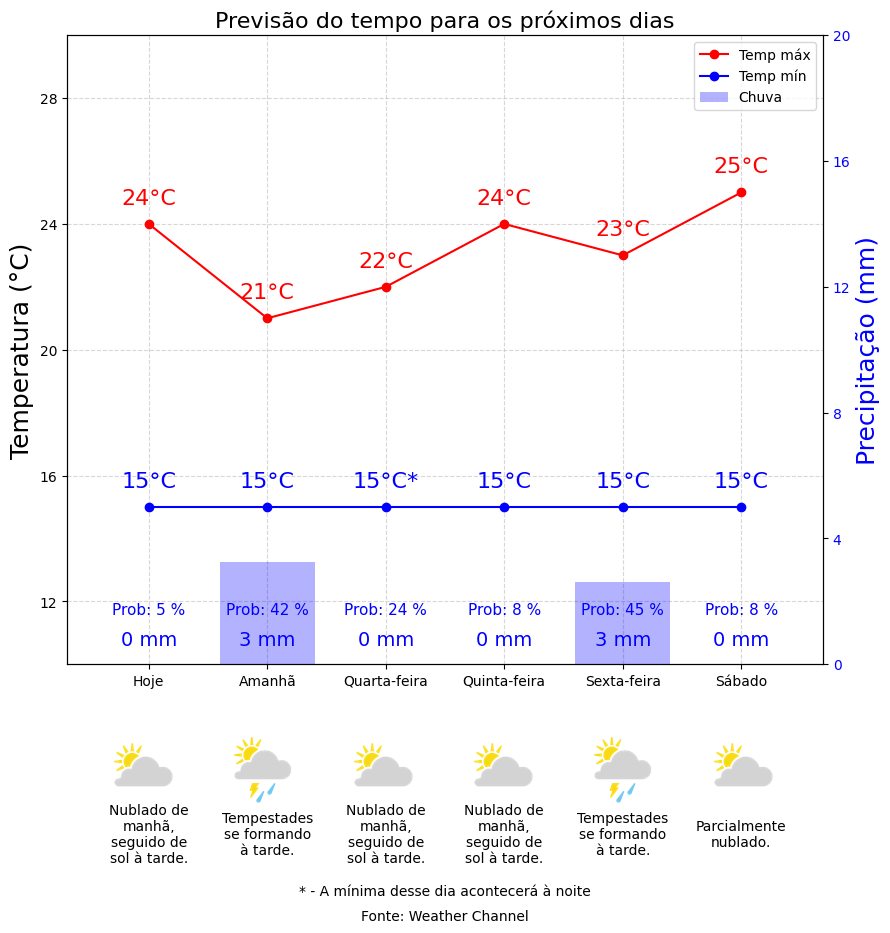 Previsão do tempo para os próximos dias
Temp máx
Temp mín
Chuva
Temperatura (°C)
28
24
20
16
12
Precipitação (mm)
20
16
12
8
4
0
24°C
21°C
22°C
24°C
23°C
25°C
15°C
15°C
15°C*
15°C
15°C
15°C
Prob: 5 %
Prob: 42 %
Prob: 24 %
Prob: 8 %
Prob: 45 %
Prob: 8 %
0 mm
3 mm
0 mm
0 mm
3 mm
0 mm
Hoje
Amanhã
Quarta-feira
Quinta-feira
Sexta-feira
Sábado
Nublado de
manhã,
seguido de
sol à tarde.
Tempestades
se formando
à tarde.
Nublado de
manhã,
seguido de
sol à tarde.
Nublado de
manhã,
seguido de
sol à tarde.
Tempestades
se formando
à tarde.
Parcialmente
nublado.
* - A mínima desse dia acontecerá à noite
Fonte: Weather Channel